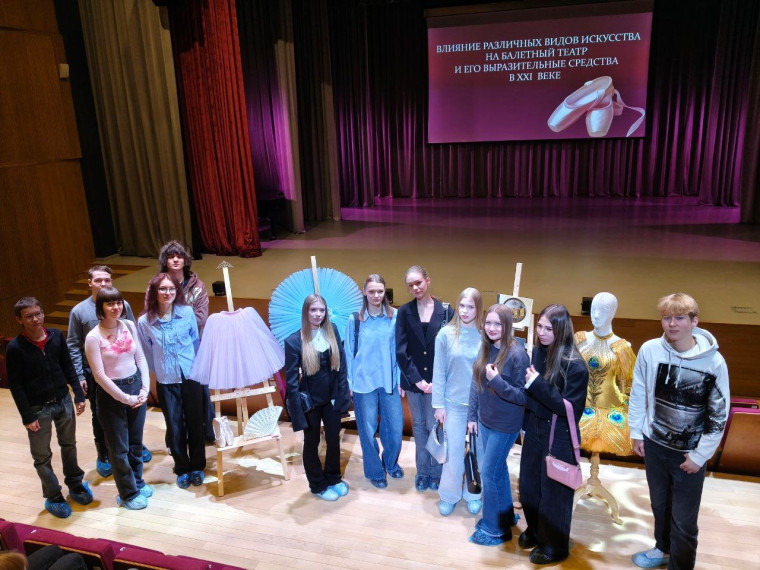 ВЛИЯНИЕ РАЗЛИЧНЫХ ВИДОВ ИСКУССТВА
НА БАЛЕТНЫЙ ТЕАТР
И ЕГО ВЫРАЗИТЕЛЬНЫЕ СРЕДСТВА
В XXI ВЕКЕ